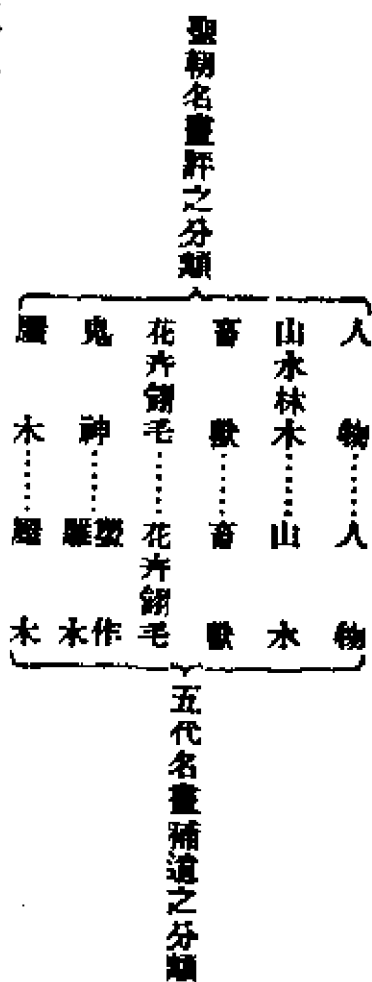 聖朝名畫評之分類
人物……人物
山水林木……山水
畜獸……畜獸
花卉翎毛……花卉翎毛
鬼神……塑作雕木
屋木……屋木
五代名畫補遺之分類